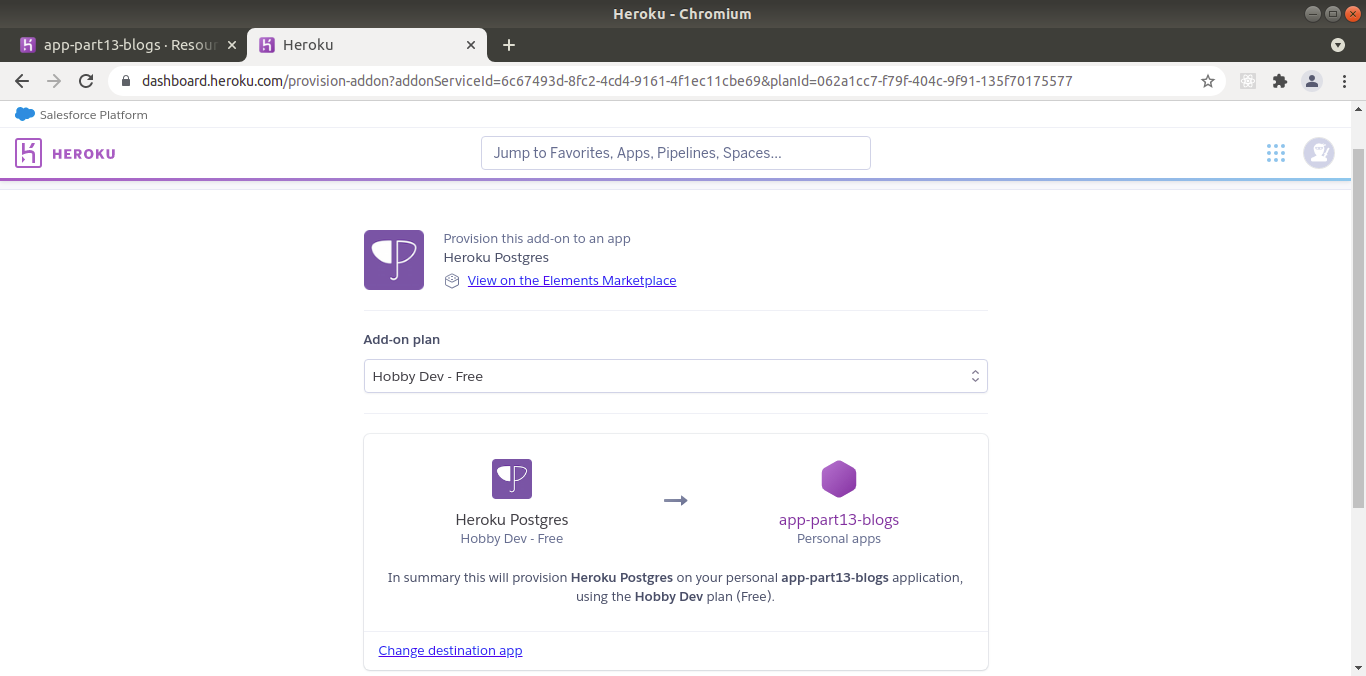 Heroku - Chromium
app-part13-blogs · Resour
Heroku
dashboard.heroku.com/provision-addon?addonServiceId=6c67493d-8fc2-4cd4-9161-4f1ec11cbe69&planId=062a1cc7-f79f-404c-9f91-135f70175577
Salesforce Platform
HEROKU
Jump to Favorites, Apps, Pipelines, Spaces...
Provision this add-on to an app
Heroku Postgres
View on the Elements Marketplace
Add-on plan
Hobby Dev - Free
Heroku Postgres
Hobby Dev - Free
app-part13-blogs
Personal apps
In summary this will provision Heroku Postgres on your personal app-part13-blogs application,
using the Hobby Dev plan (Free).
Change destination app